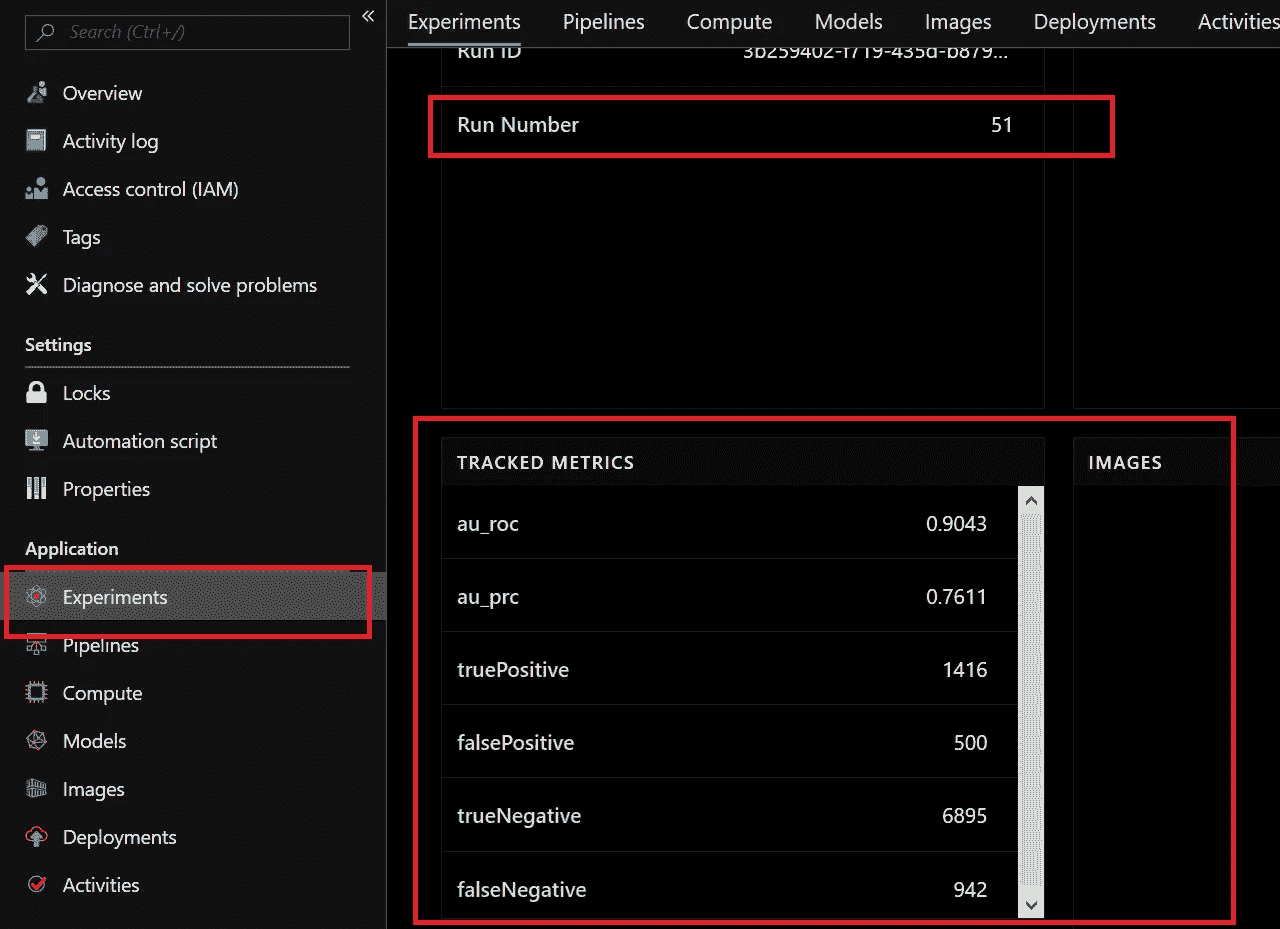 Search (Ctrl+/)
«
Overview
Activity log
Access control (IAM)
Tags
Diagnose and solve problems
Settings
Locks
Automation script
Properties
Application
Experiments
Pipelines
Compute
Models
Images
Deployments
Activities
Experiments Pipelines Compute Models Images Deployments Activities
Run ID 3b259402-f719-435d-b879...
Run Number 51
TRACKED METRICS
au_roc 0.9043
au_prc 0.7611
truePositive 1416
falsePositive 500
trueNegative 6895
falseNegative 942
IMAGES